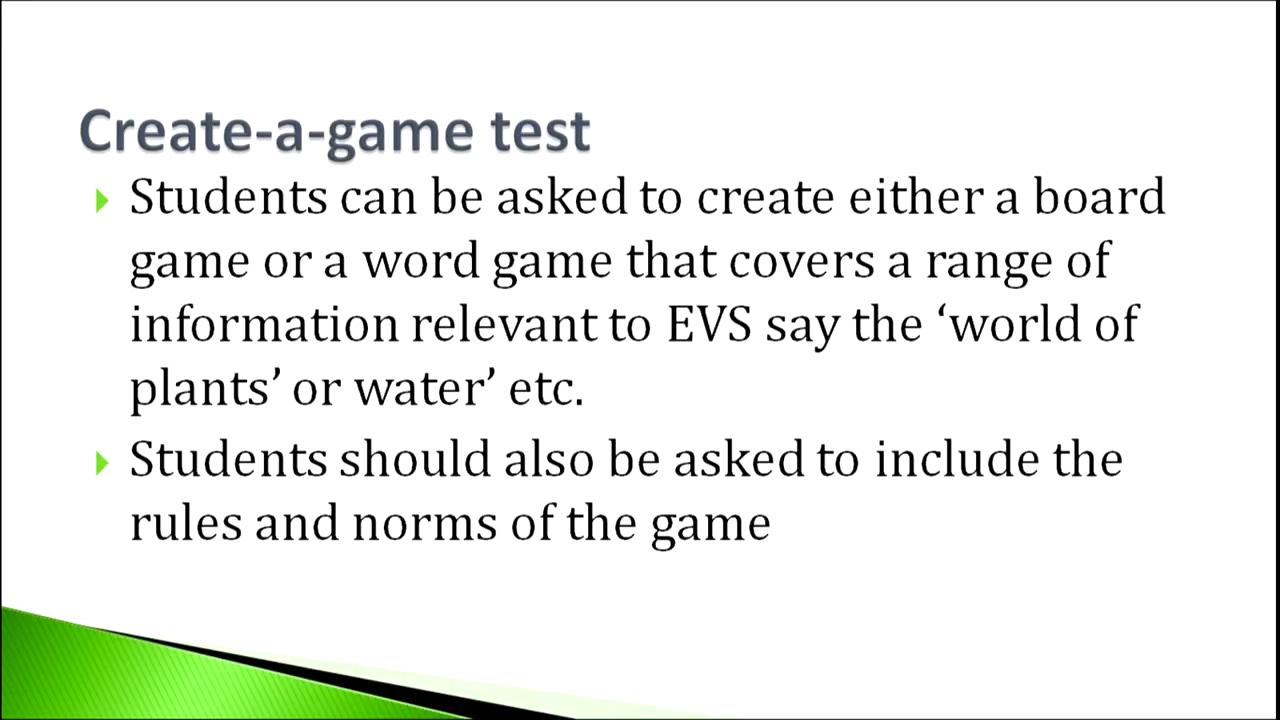 Create-a-game test
Students can be asked to create either a board
game or a word game that covers a range of
information relevant to EVS say the ‘world of
plants’ or water’ etc.
Students should also be asked to include the
rules and norms of the game